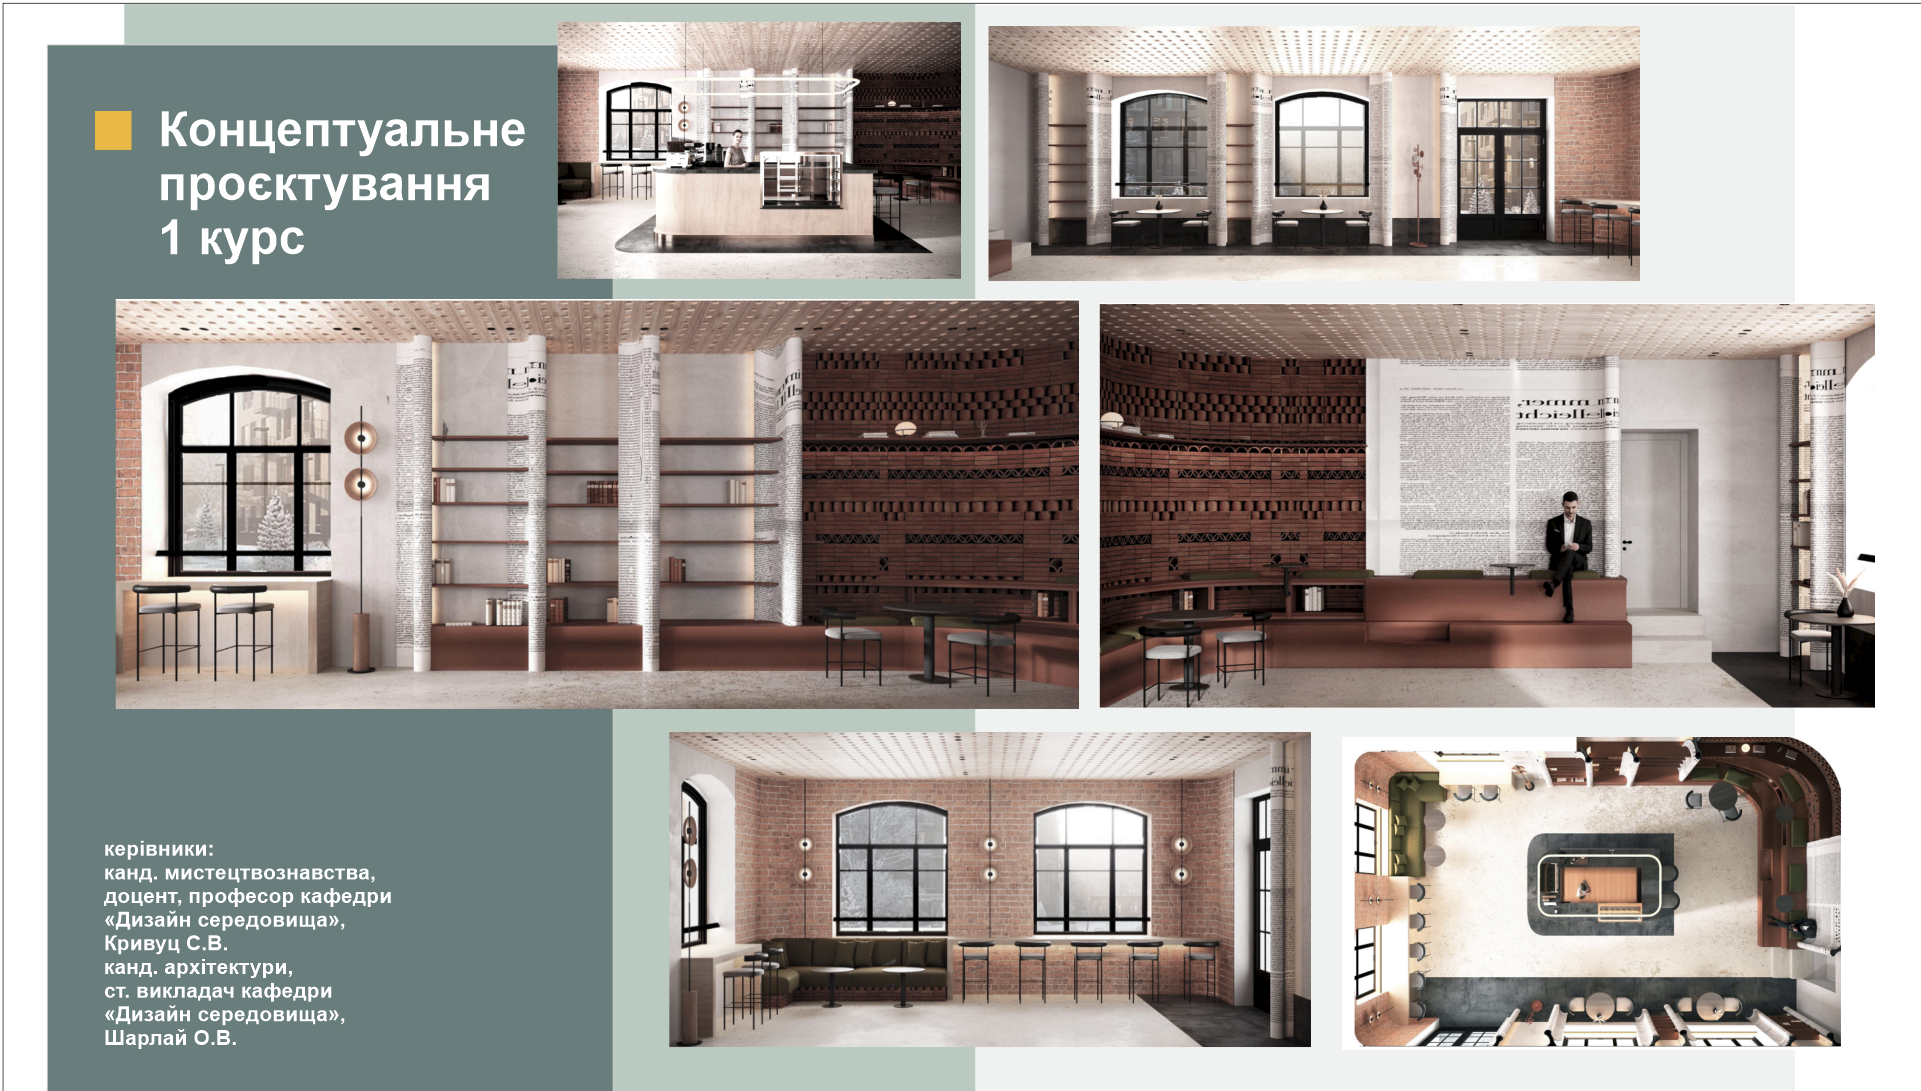 Концептуальне
проєктування
1 курс
керівники:
канд. мистецтвознавства,
доцент, професор кафедри
«Дизайн середовища»,
Кривуц С.В.
канд. архітектури,
ст. викладач кафедри
«Дизайн середовища»,
Шарлай О.В.